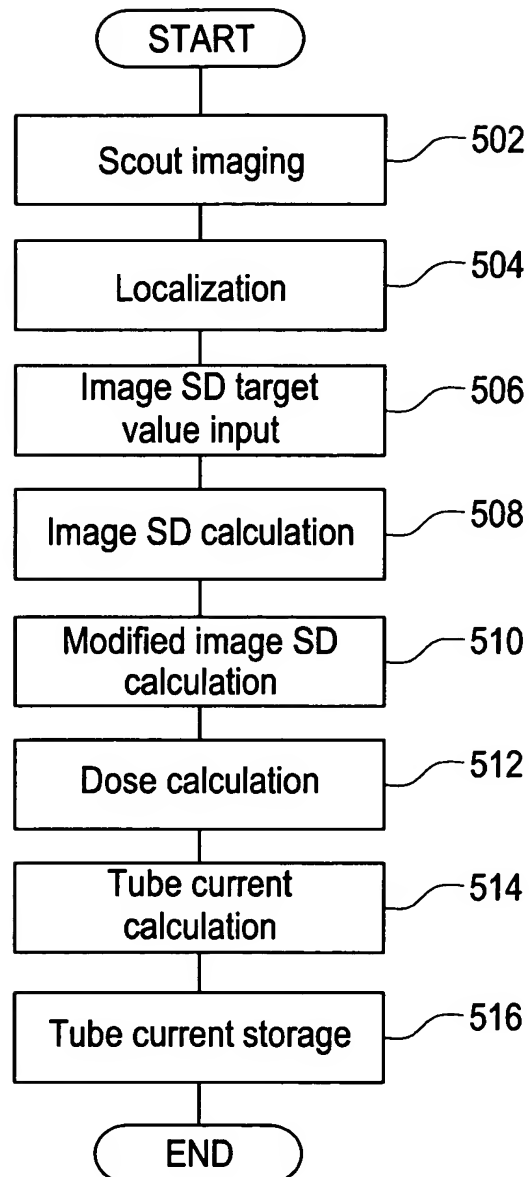 START
Scout imaging
502
Localization
504
Image SD target
value input
506
Image SD calculation
508
Modified image SD
calculation
510
Dose calculation
512
Tube current
calculation
514
Tube current storage
516
END